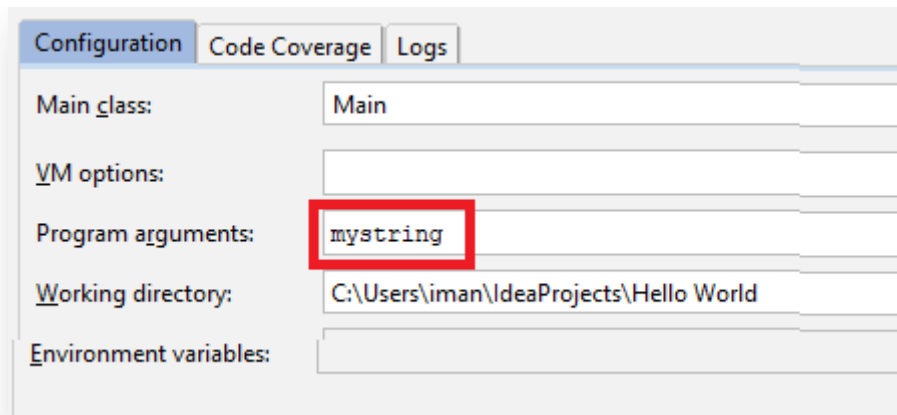 Configuration Code Coverage Logs
Main class: Main
VM options:
Program arguments: mystring
Working directory: C:\Users\iman\IdeaProjects\Hello World
Environment variables: